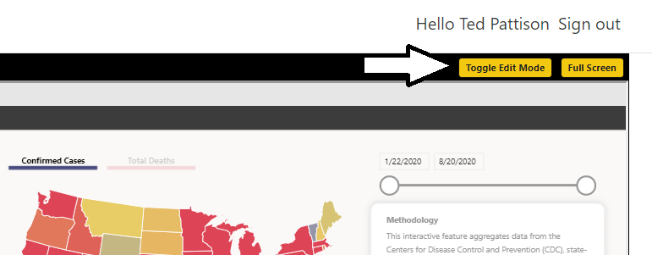 Hello Ted Pattison Sign out
Toggle Edit Mode Full Screen
Confirmed Cases Total Deaths
1/22/2020 8/20/2020
Methodology
This interactive feature aggregates data from the
Centers for Disease Control and Prevention (CDC), state-